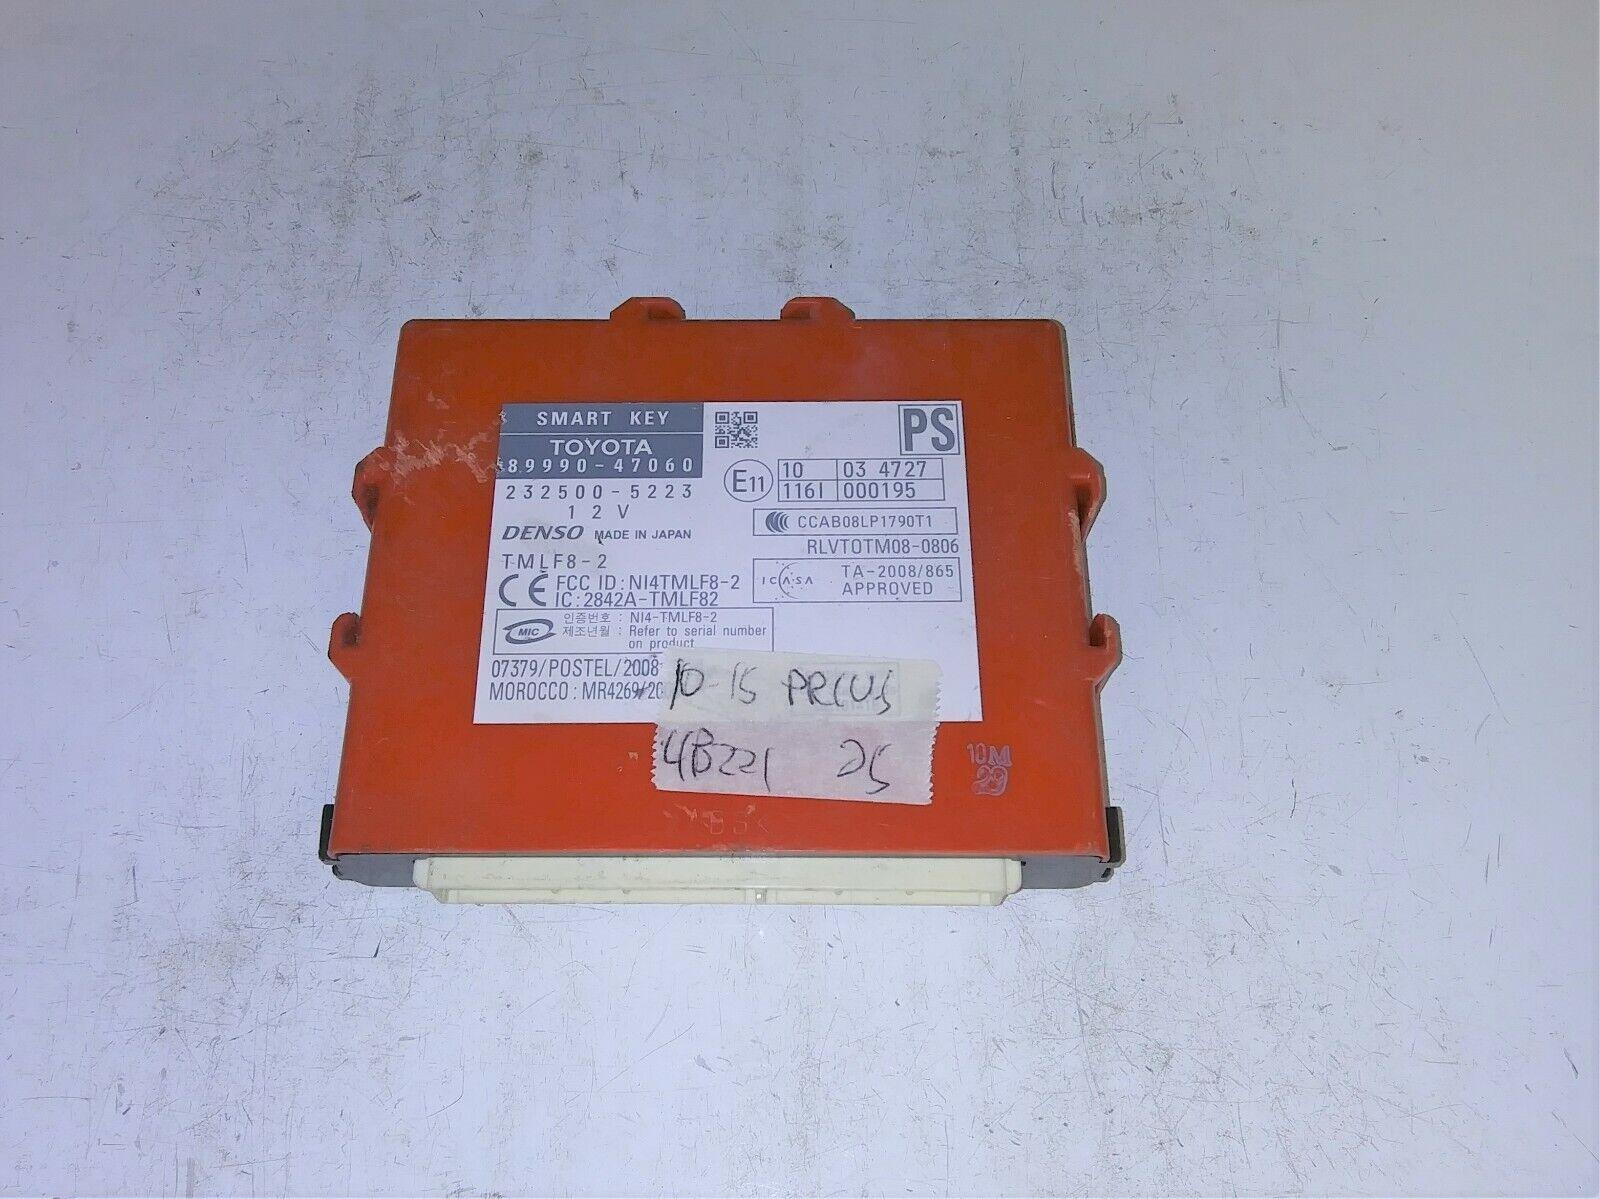 SMART KEY
TOYOTA
89990-47060
232500-5223
12V
DENSO MADE IN JAPAN
TMLF8-2
CE FCC ID : NI4TMLF8-2
IC : 2842A-TMLF82
MIC 인증번호 : NI4-TMLF8-2
제조년월 : Refer to serial number
on product
07379/POSTEL/2008
MOROCCO : MR4269/20
PS
E11
10 03 4727
116I 000195
CCAB08LP1790T1
RLVTOTM08-0806
ICASA TA-2008/865
APPROVED
10-15 PRIUS
4B221 25
10M
29